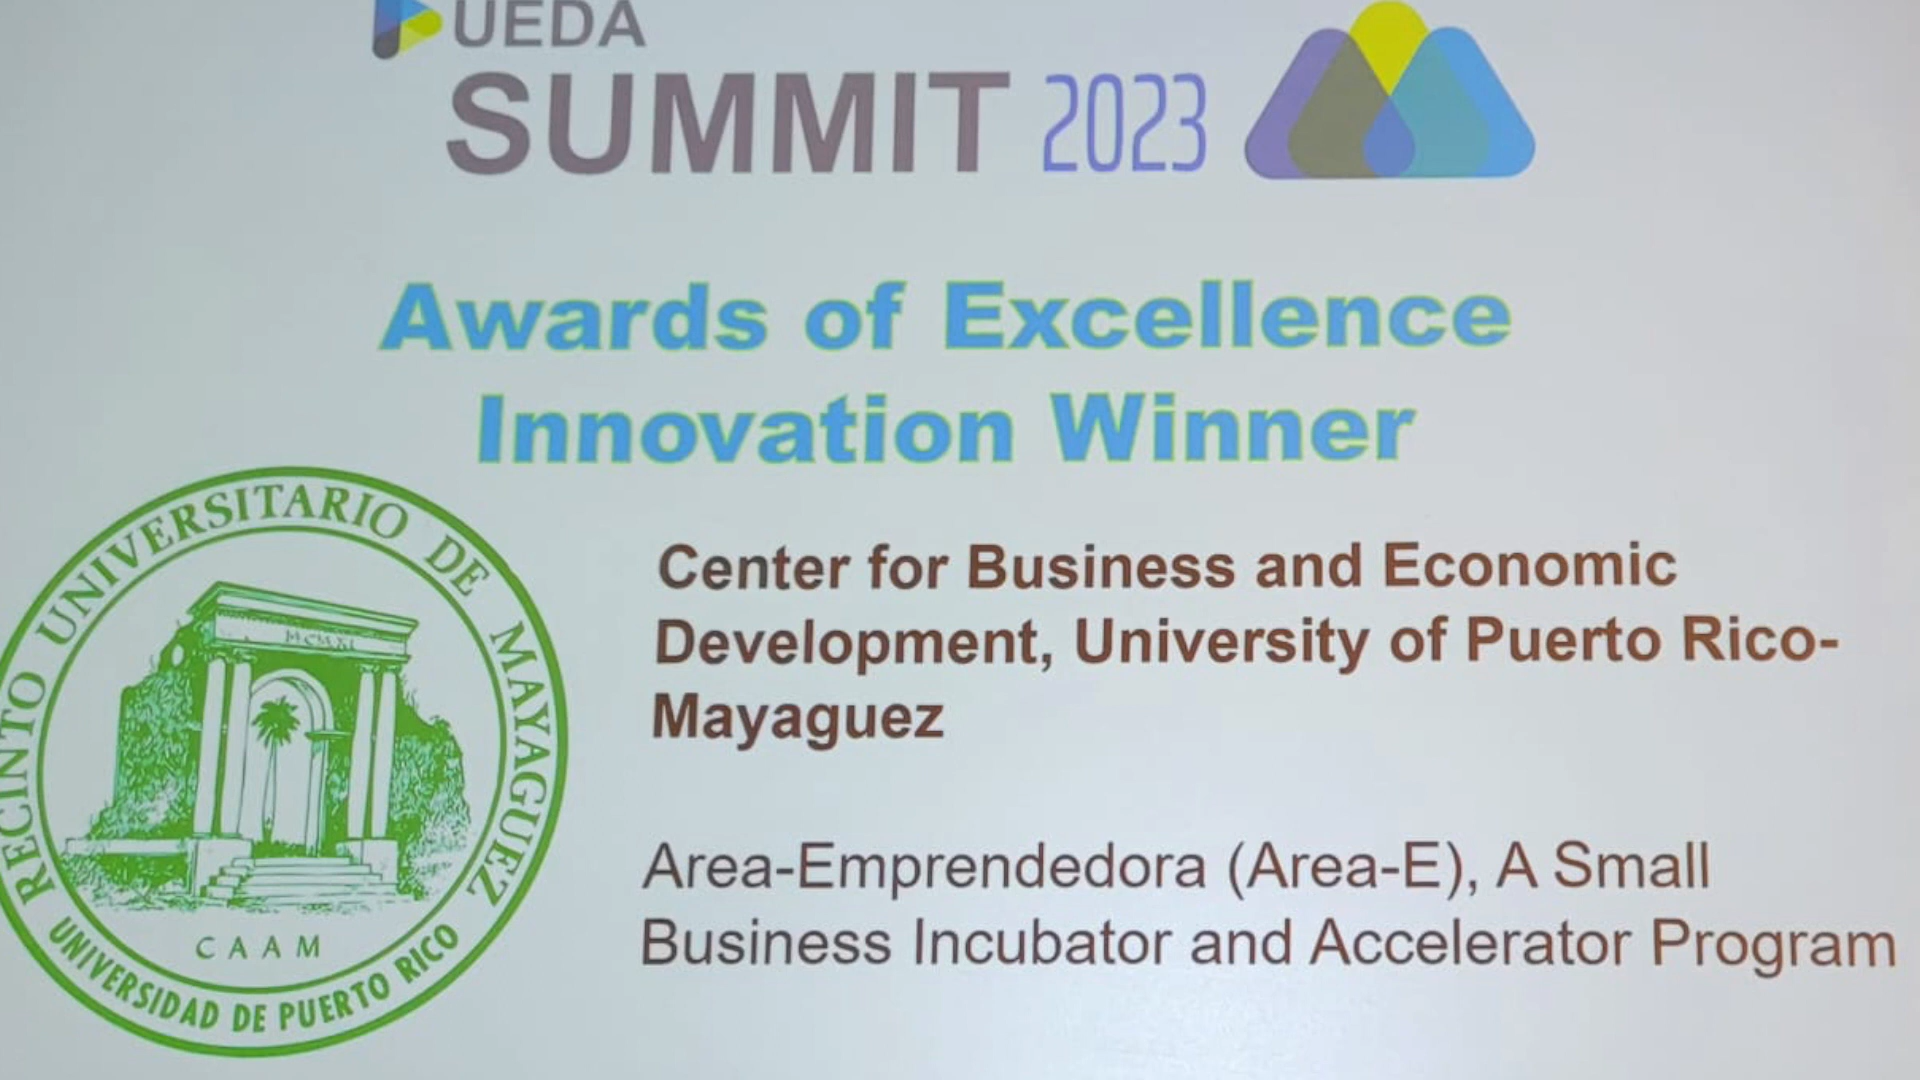 UEDA
SUMMIT 2023
Awards of Excellence
Innovation Winner
RECINTO UNIVERSITARIO DE MAYAGUEZ
MCMXI
CAAM
UNIVERSIDAD DE PUERTO RICO
Center for Business and Economic
Development, University of Puerto Rico-
Mayaguez
Area-Emprendedora (Area-E), A Small
Business Incubator and Accelerator Program